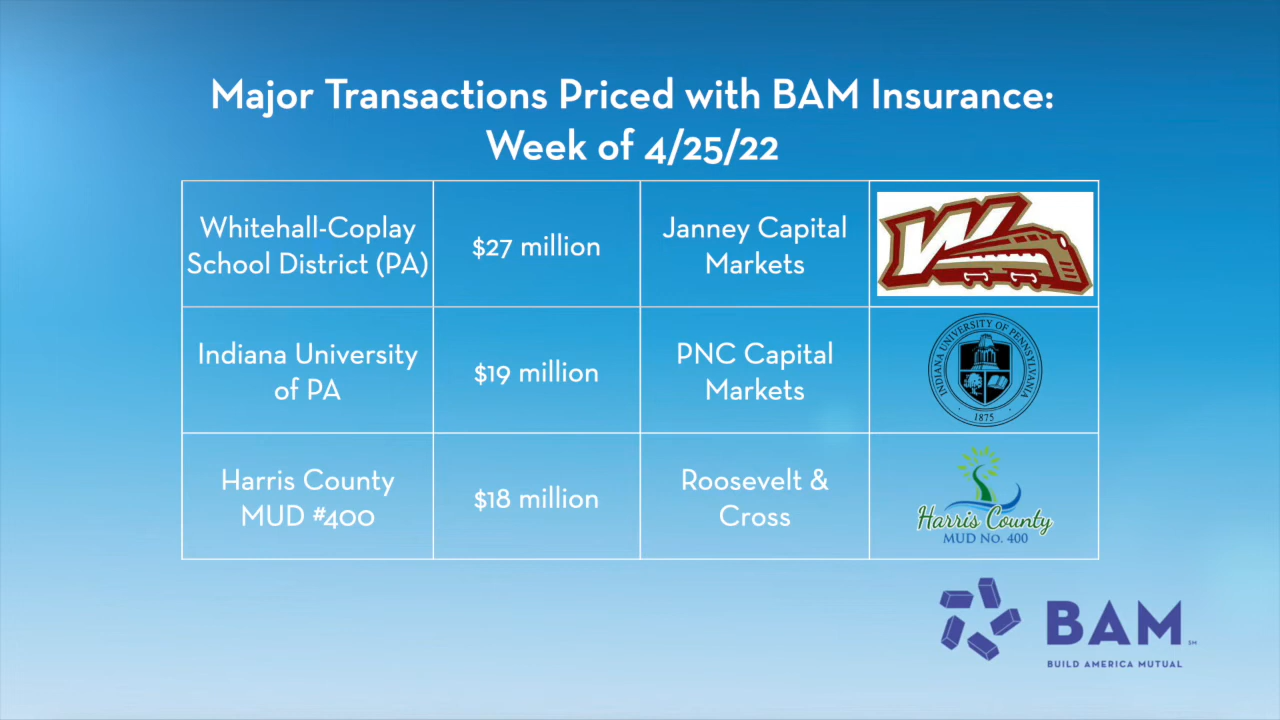 Major Transactions Priced with BAM Insurance:
Week of 4/25/22
Whitehall-Coplay
School District (PA)
$27 million
Janney Capital
Markets
W
Indiana University
of PA
$19 million
PNC Capital
Markets
INDIANA UNIVERSITY OF PENNSYLVANIA
1875
Harris County
MUD #400
$18 million
Roosevelt &
Cross
Harris County
MUD No. 400
BAM SM
BUILD AMERICA MUTUAL